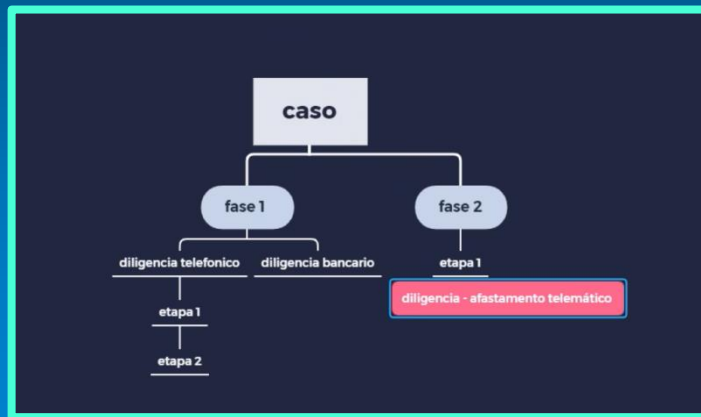 caso
fase 1
fase 2
diligencia telefonico
diligencia bancario
etapa 1
diligencia - afastamento telemático
etapa 1
etapa 2